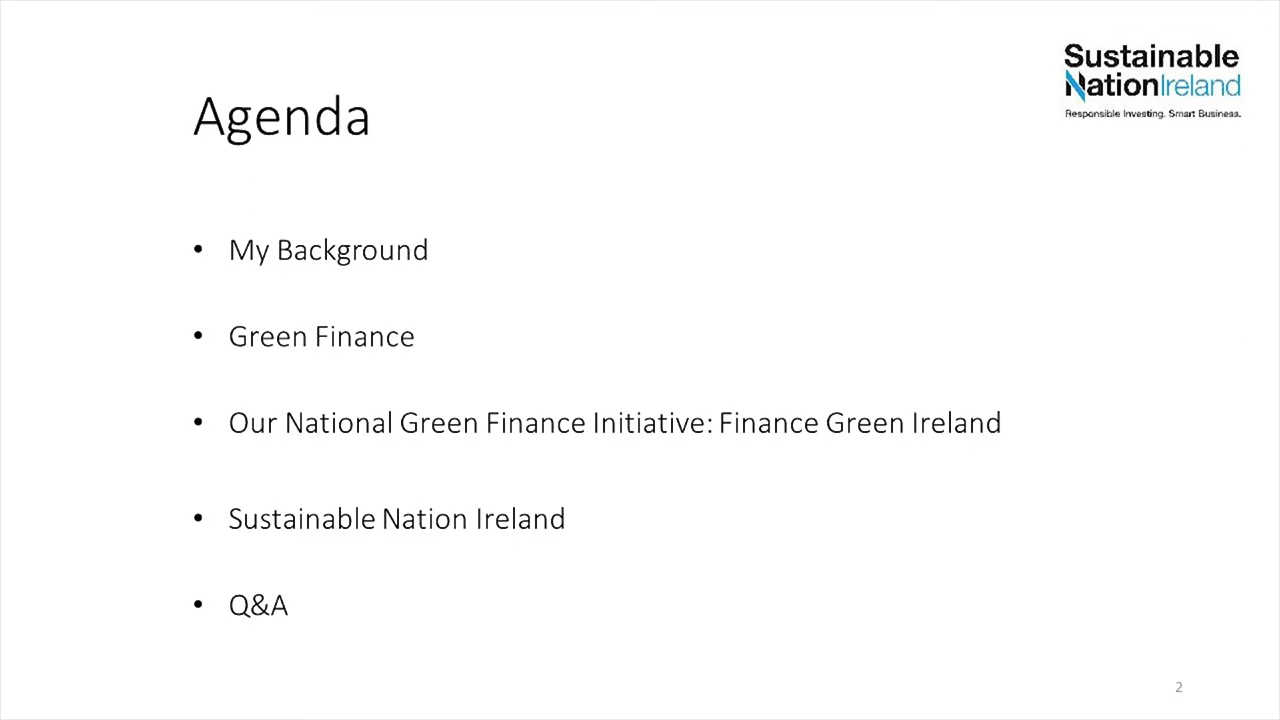 Sustainable
NationIreland
Responsible Investing. Smart Business.
Agenda
• My Background
• Green Finance
• Our National Green Finance Initiative: Finance Green Ireland
• Sustainable Nation Ireland
• Q&A
2